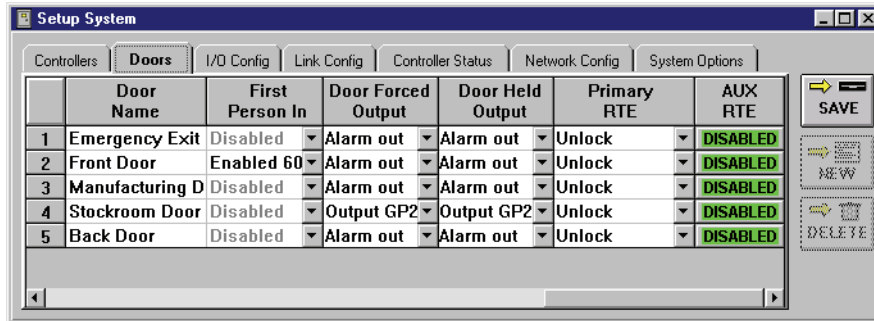 Setup System
Controllers Doors I/O Config Link Config Controller Status Network Config System Options
Door Name First Person In Door Forced Output Door Held Output Primary RTE AUX RTE
1 Emergency Exit Disabled Alarm out Alarm out Unlock DISABLED
2 Front Door Enabled 60 Alarm out Alarm out Unlock DISABLED
3 Manufacturing D Disabled Alarm out Alarm out Unlock DISABLED
4 Stockroom Door Disabled Output GP2 Output GP2 Unlock DISABLED
5 Back Door Disabled Alarm out Alarm out Unlock DISABLED
SAVE
NEW
DELETE